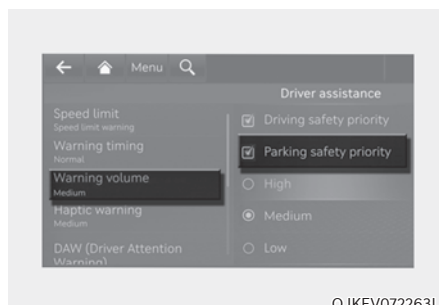 Menu
Driver assistance
Speed limit
Speed limit warning
Warning timing
Normal
Warning volume
Medium
Haptic warning
Medium
DAW (Driver Attention
Warning)
Driving safety priority
Parking safety priority
High
Medium
Low
OJKEV072263L